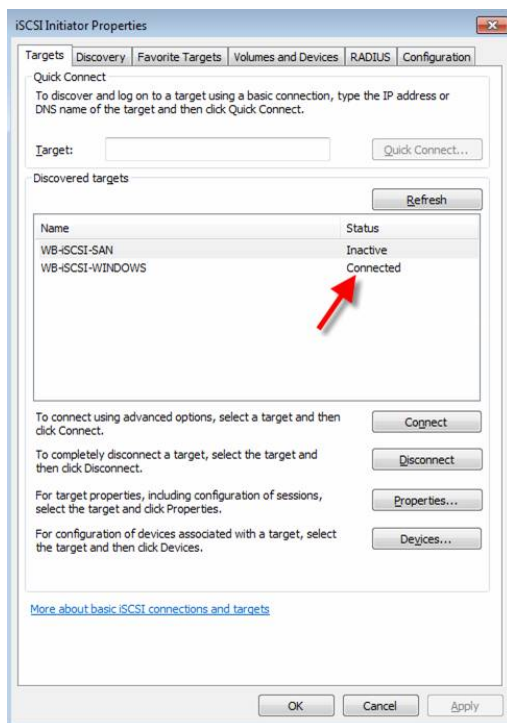 iSCSI Initiator Properties
Targets Discovery Favorite Targets Volumes and Devices RADIUS Configuration
Quick Connect
To discover and log on to a target using a basic connection, type the IP address or
DNS name of the target and then click Quick Connect.
Target: Quick Connect...
Discovered targets
Refresh
Name Status
WB-iSCSI-SAN Inactive
WB-iSCSI-WINDOWS Connected
To connect using advanced options, select a target and then
click Connect.
Connect
To completely disconnect a target, select the target and
then click Disconnect.
Disconnect
For target properties, including configuration of sessions,
select the target and click Properties.
Properties...
For configuration of devices associated with a target, select
the target and then click Devices.
Devices...
More about basic iSCSI connections and targets
OK Cancel Apply